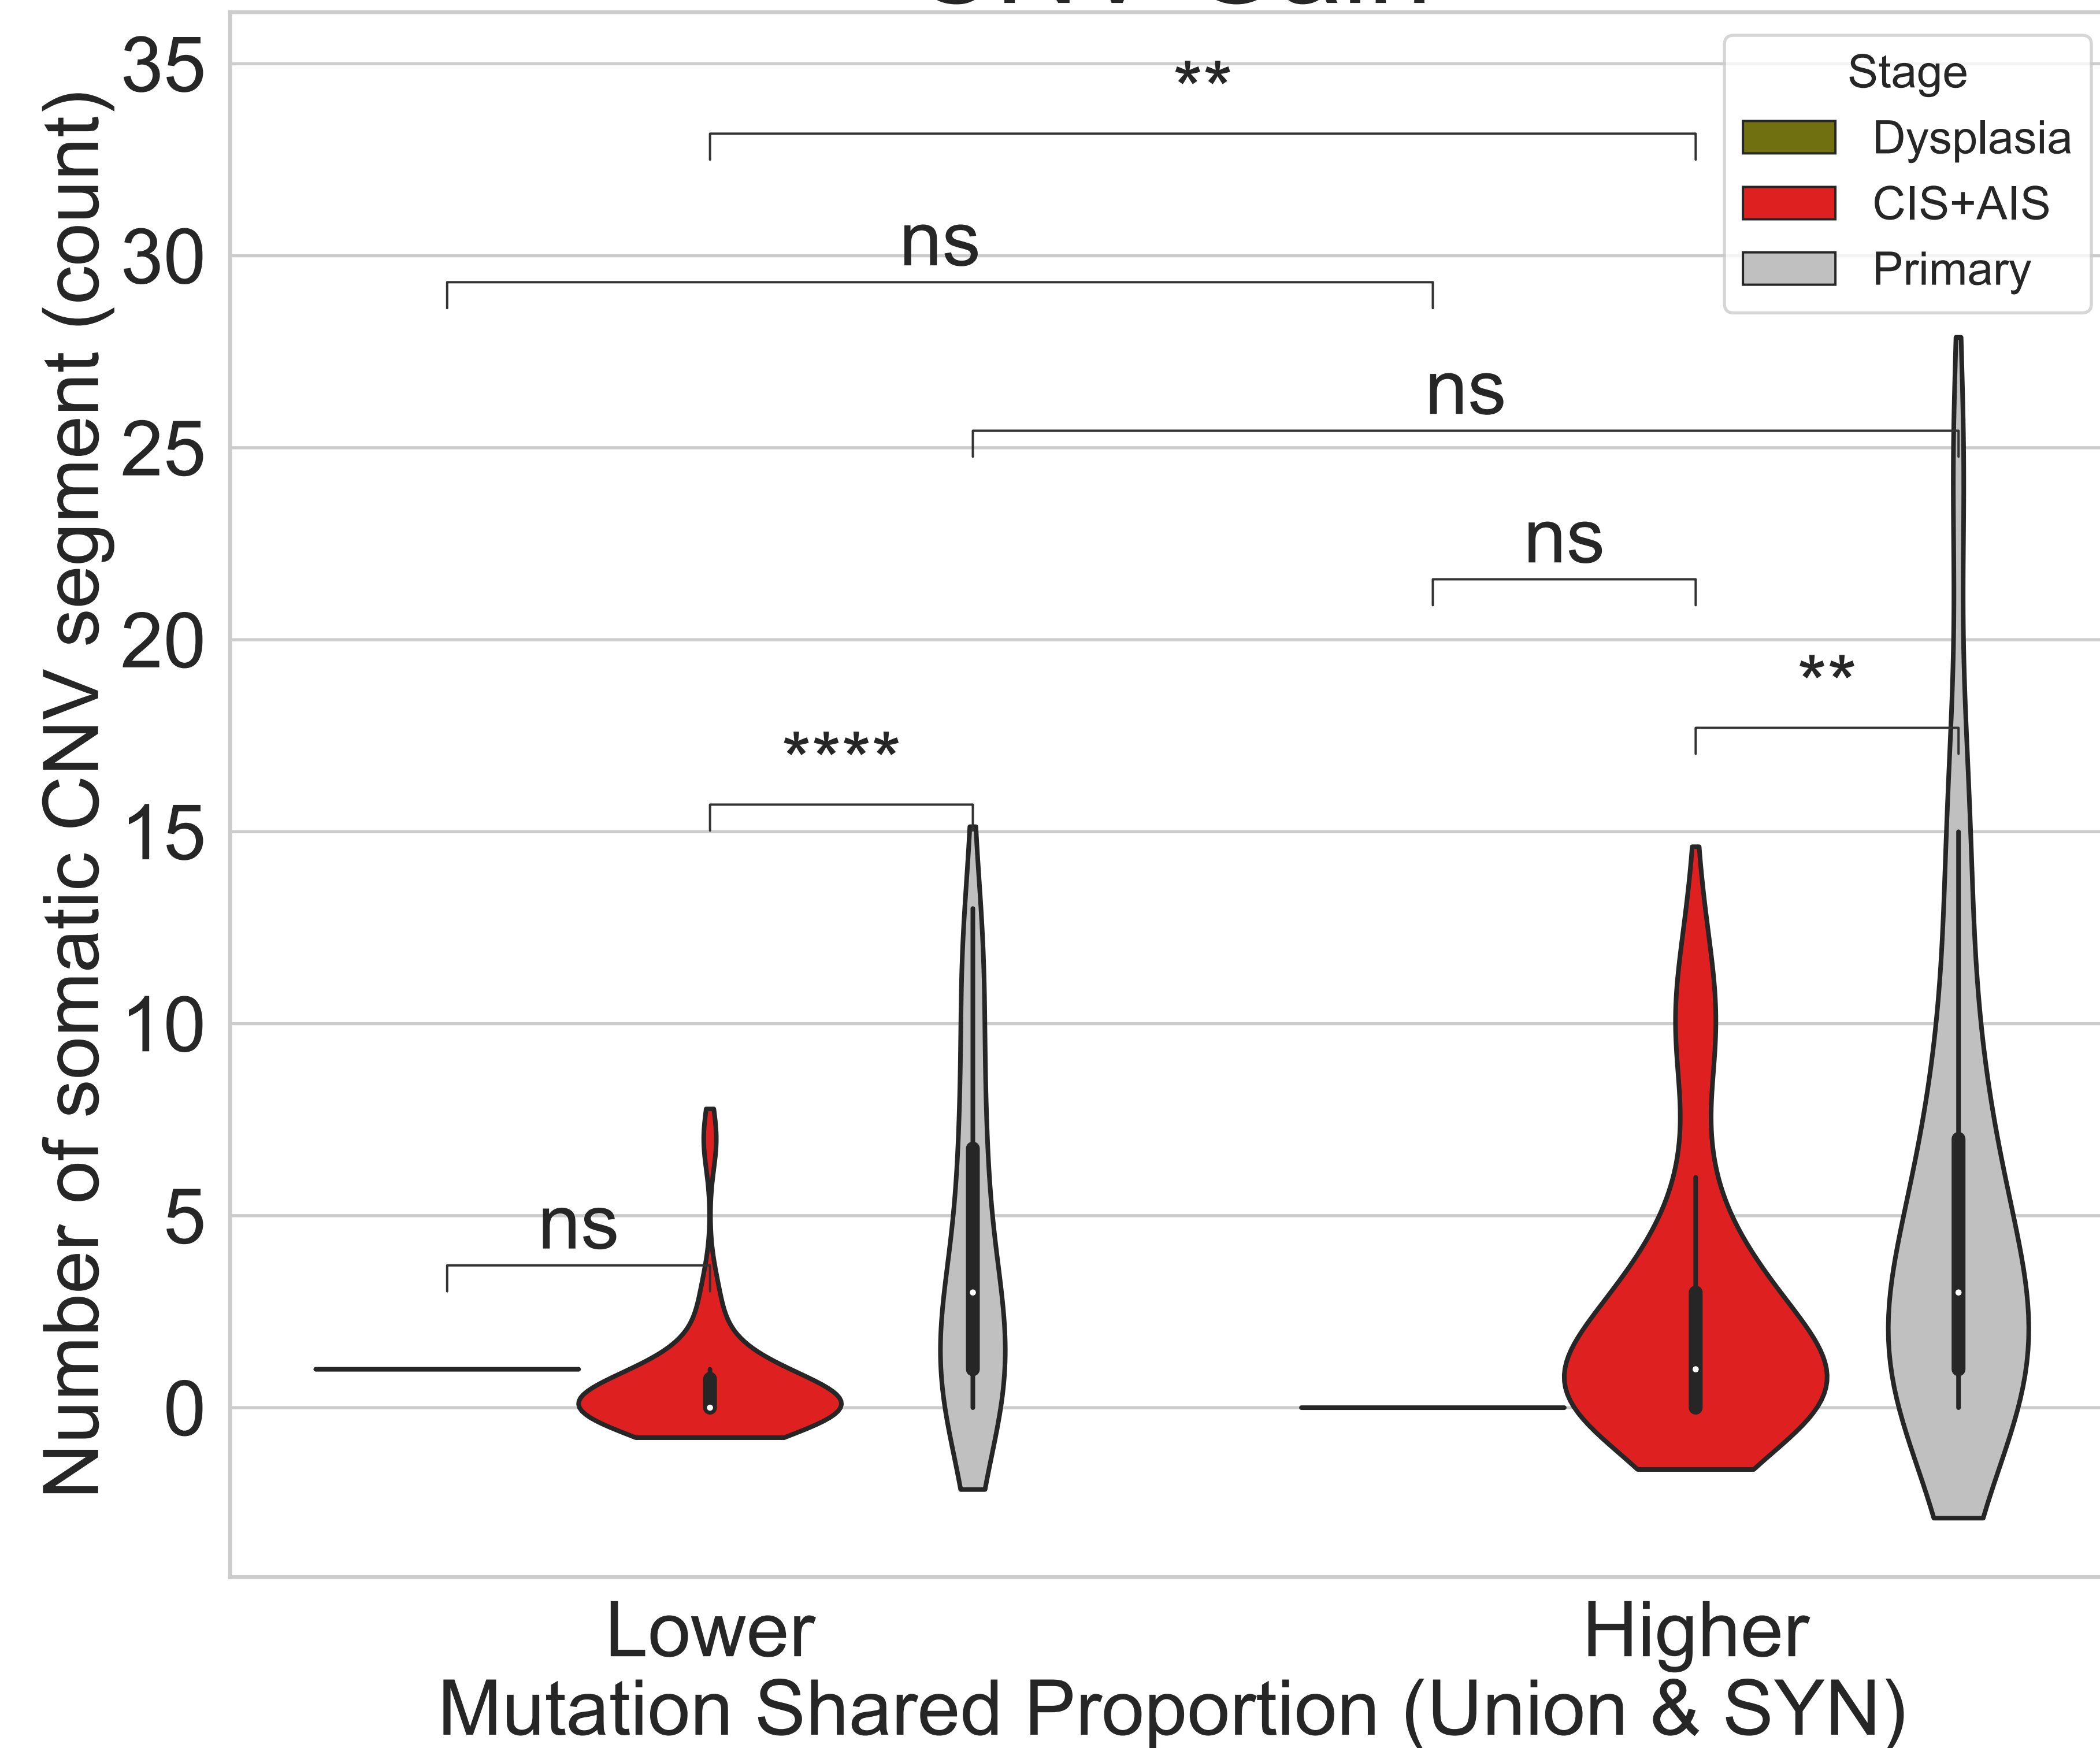 35
**
Stage
Dysplasia
CIS+AIS
Primary
ns
30
ns
25
ns
**
20
****
15
10
ns
5
0
Number of somatic CNV segment (count)
Lower
Higher
Mutation Shared Proportion (Union & SYN)